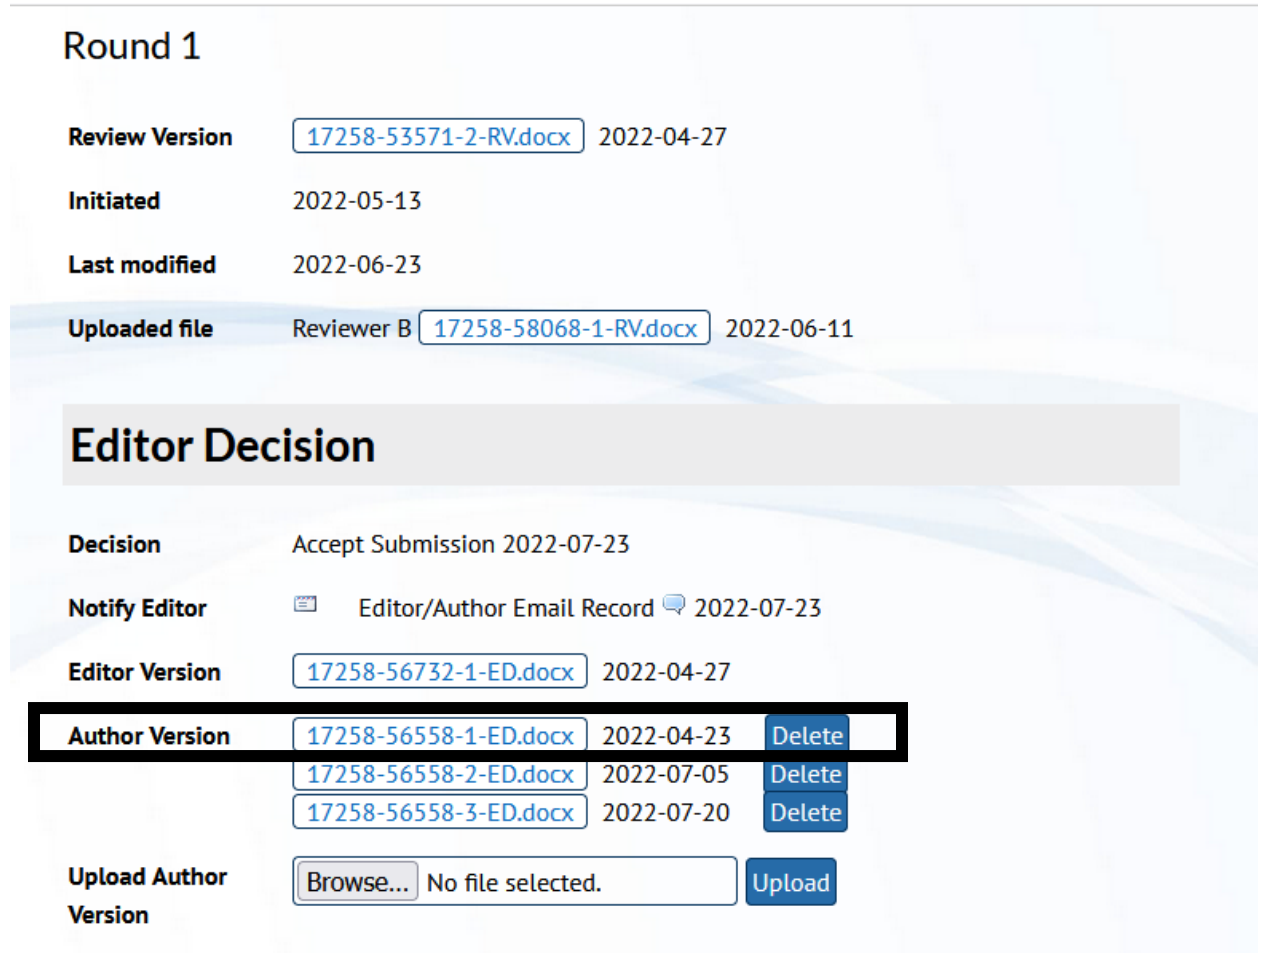 Round 1
Review Version 17258-53571-2-RV.docx 2022-04-27
Initiated 2022-05-13
Last modified 2022-06-23
Uploaded file Reviewer B 17258-58068-1-RV.docx 2022-06-11
Editor Decision
Decision Accept Submission 2022-07-23
Notify Editor Editor/Author Email Record 2022-07-23
Editor Version 17258-56732-1-ED.docx 2022-04-27
Author Version 17258-56558-1-ED.docx 2022-04-23 Delete
17258-56558-2-ED.docx 2022-07-05 Delete
17258-56558-3-ED.docx 2022-07-20 Delete
Upload Author Version Browse... No file selected. Upload